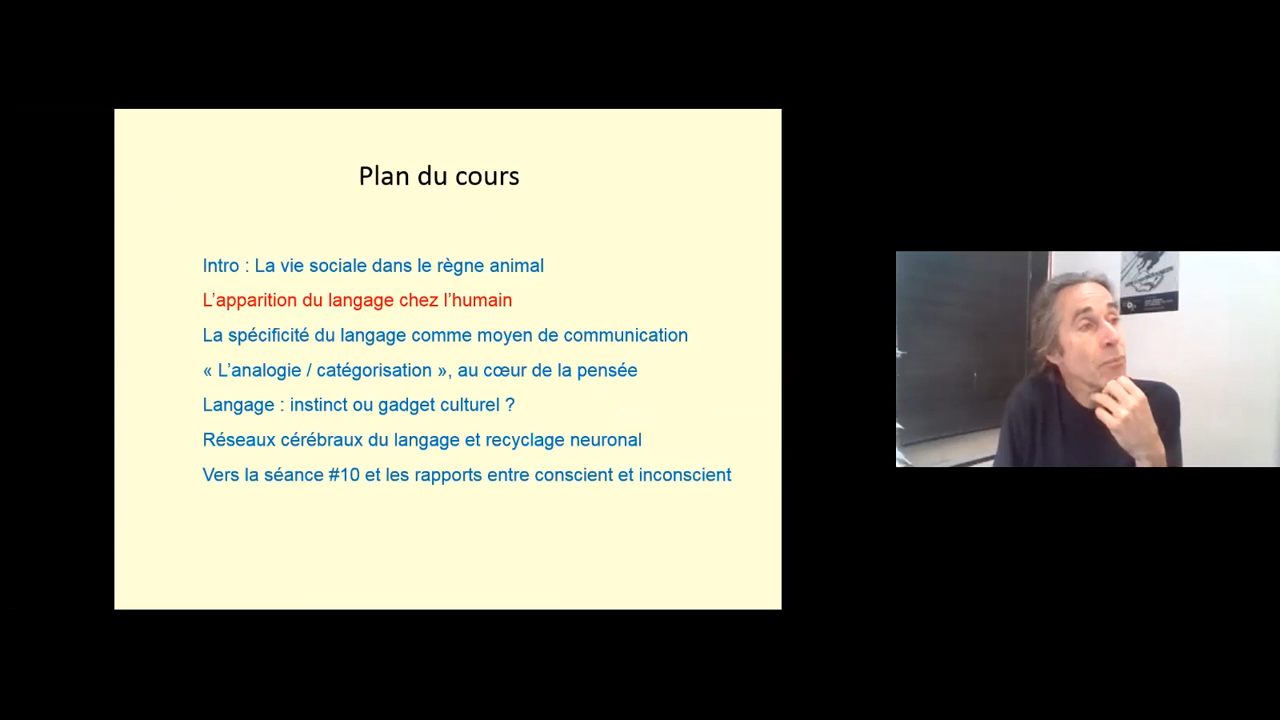 Plan du cours
Intro : La vie sociale dans le règne animal
L’apparition du langage chez l’humain
La spécificité du langage comme moyen de communication
« L’analogie / catégorisation », au cœur de la pensée
Langage : instinct ou gadget culturel ?
Réseaux cérébraux du langage et recyclage neuronal
Vers la séance #10 et les rapports entre conscient et inconscient